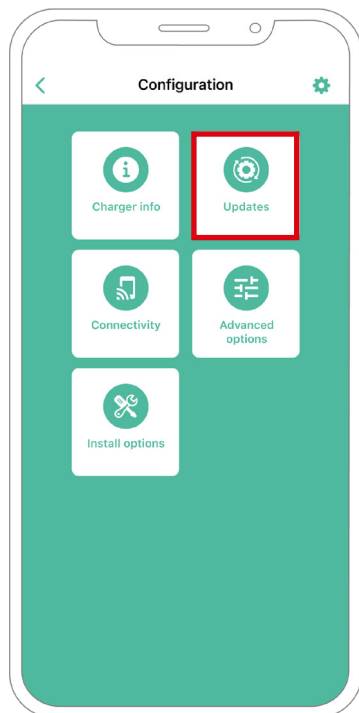 Configuration
Charger info
Updates
Connectivity
Advanced
options
Install options